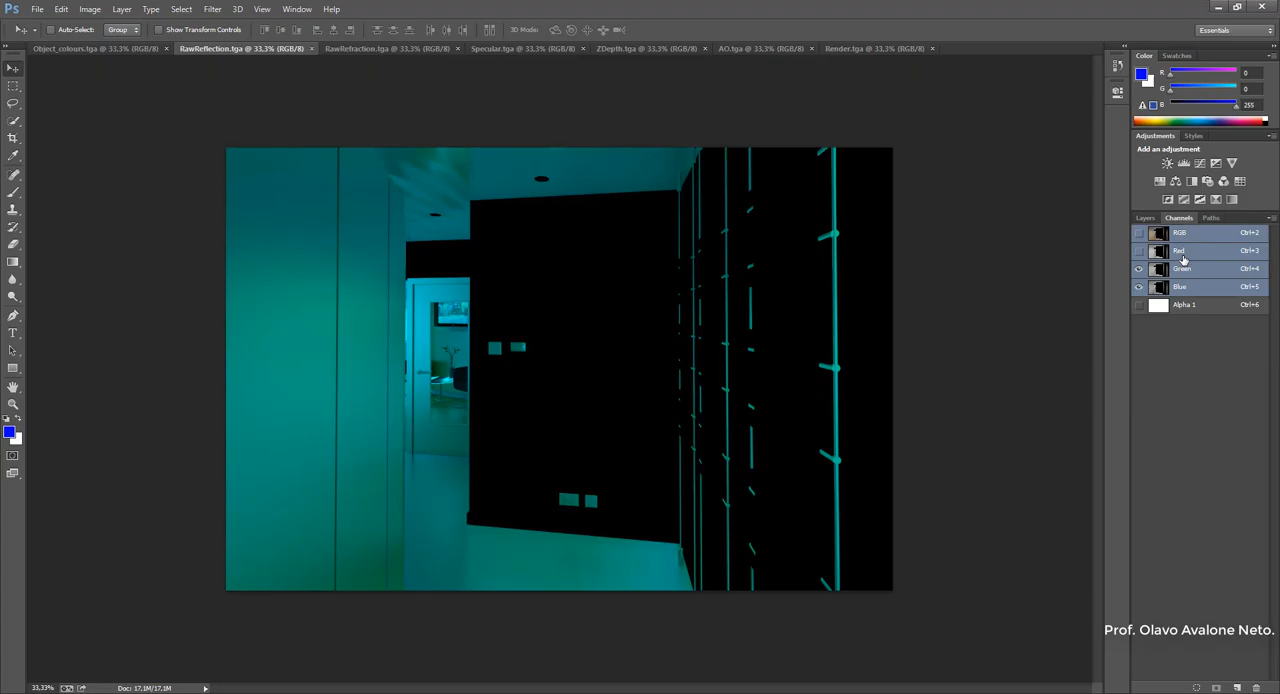 Ps File Edit Image Layer Type Select Filter 3D View Window Help
Auto-Select: Group Show Transform Controls 3D Mode: Essentials
Object_colours.tga @ 33,3% (RGB/8) × RawReflection.tga @ 33,3% (RGB/8) × RawRefraction.tga @ 33,3% (RGB/8) × Specular.tga @ 33,3% (RGB/8) × ZDepth.tga @ 33,3% (RGB/8) × AO.tga @ 33,3% (RGB/8) × Render.tga @ 33,3% (RGB/8) ×
Color Swatches
R 0
G 0
B 255
Adjustments Styles
Add an adjustment
Layers Channels Paths
RGB Ctrl+2
Red Ctrl+3
Green Ctrl+4
Blue Ctrl+5
Alpha 1 Ctrl+6
Prof. Olavo Avalone Neto.
33,33% Doc: 17,1M/17,1M